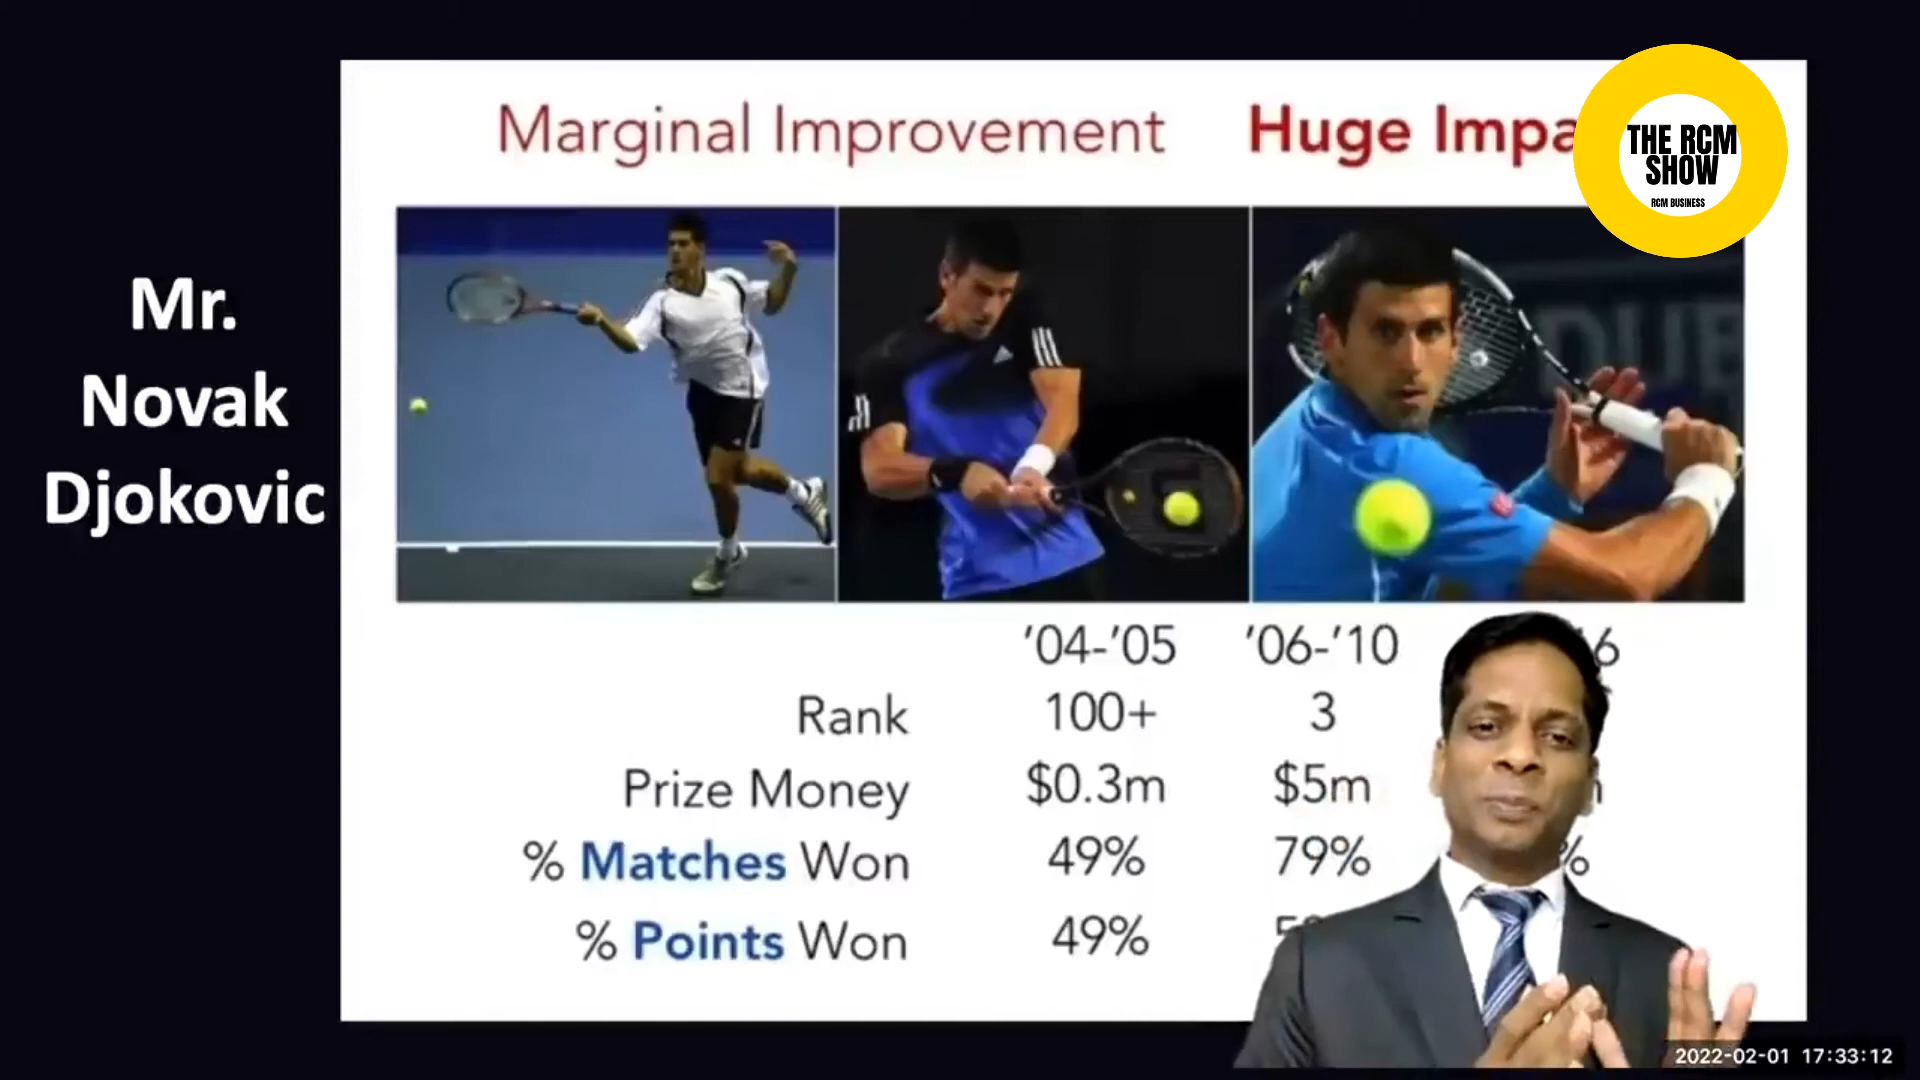 Marginal Improvement Huge Impa
THE RCM
SHOW
RCM BUSINESS
Mr.
Novak
Djokovic
'04-'05 '06-'10 6
Rank 100+ 3
Prize Money $0.3m $5m
% Matches Won 49% 79% %
% Points Won 49%
2022-02-01 17:33:12